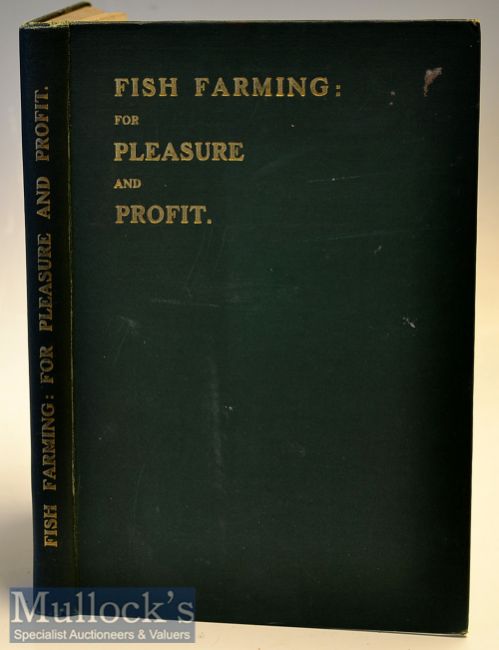 FISH FARMING:
FOR
PLEASURE
AND
PROFIT.
FISH FARMING: FOR PLEASURE AND PROFIT.
Mullock's
Specialist Auctioneers & Valuers